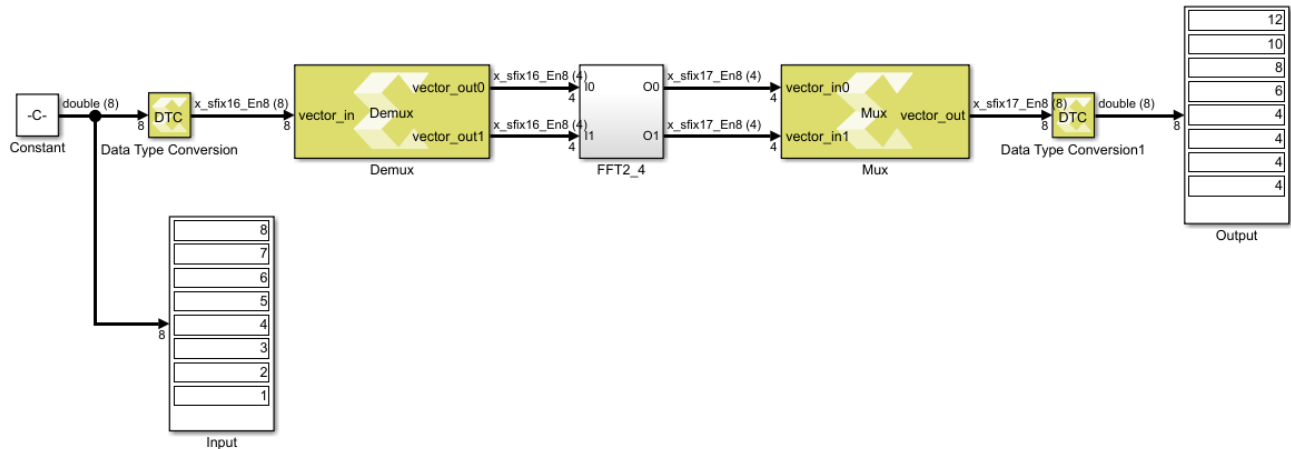 -C-
Constant
double (8)
8
DTC
Data Type Conversion
x_sfix16_En8 (8)
8
vector_in
Demux
vector_out0
vector_out1
Demux
x_sfix16_En8 (4)
4
x_sfix16_En8 (4)
4
I0
I1
O0
O1
FFT2_4
x_sfix17_En8 (4)
4
x_sfix17_En8 (4)
4
vector_in0
vector_in1
Mux
vector_out
Mux
x_sfix17_En8 (8)
8
DTC
Data Type Conversion1
double (8)
8
12
10
8
6
4
4
4
4
Output
8
8
7
6
5
4
3
2
1
Input